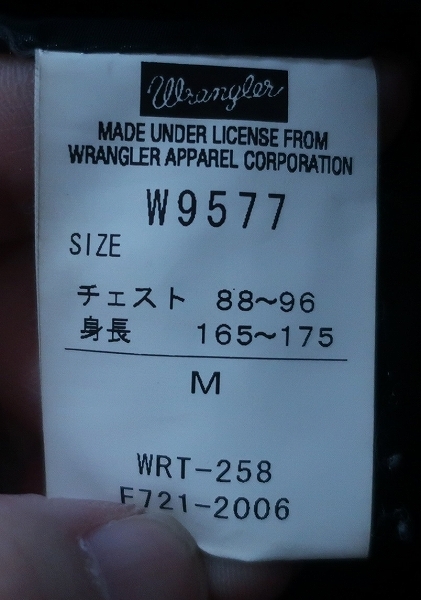 Wrangler
MADE UNDER LICENSE FROM
WRANGLER APPAREL CORPORATION
W9577
SIZE
チェスト 88～96
身長 165～175
M
WRT-258
F721-2006